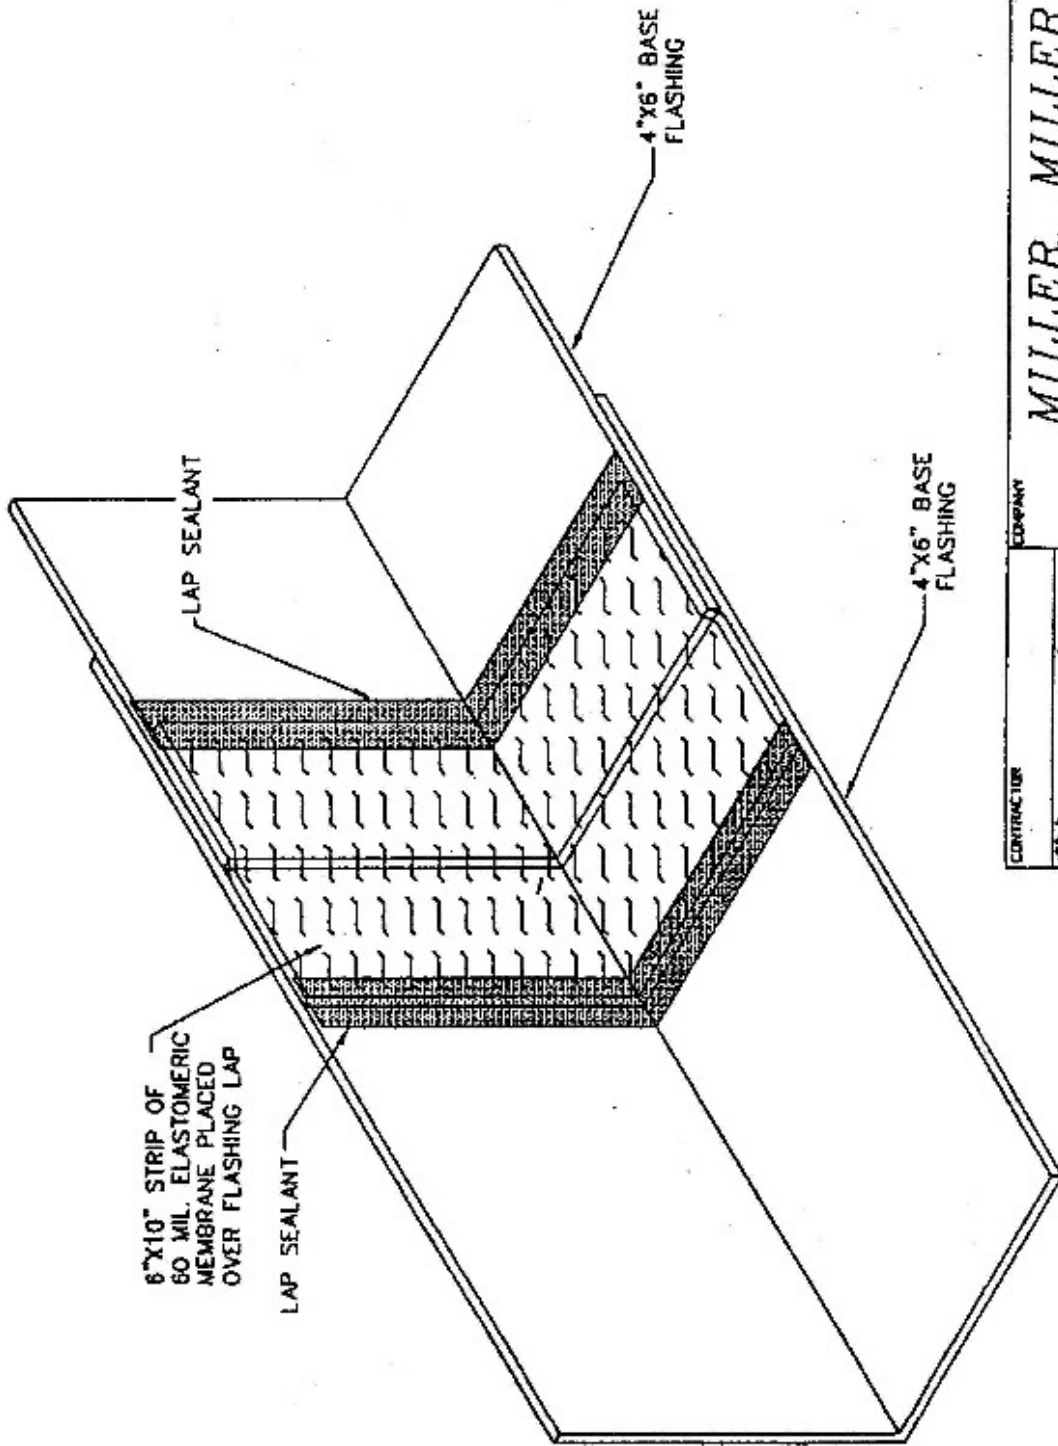 6"X10" STRIP OF
60 MIL. ELASTOMERIC
MEMBRANE PLACED
OVER FLASHING LAP
LAP SEALANT
LAP SEALANT
4"X6" BASE
FLASHING
4"X6" BASE
FLASHING
CONTRACTOR
COMPANY
MILLER MILLER